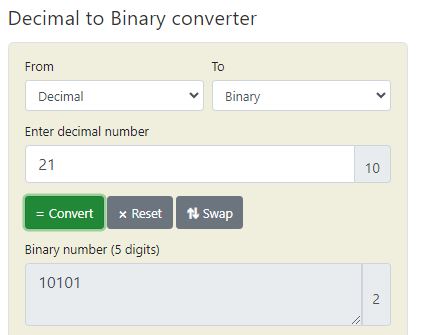 Decimal to Binary converter
From To
Decimal Binary
Enter decimal number
21 10
= Convert × Reset ⇅ Swap
Binary number (5 digits)
10101
2